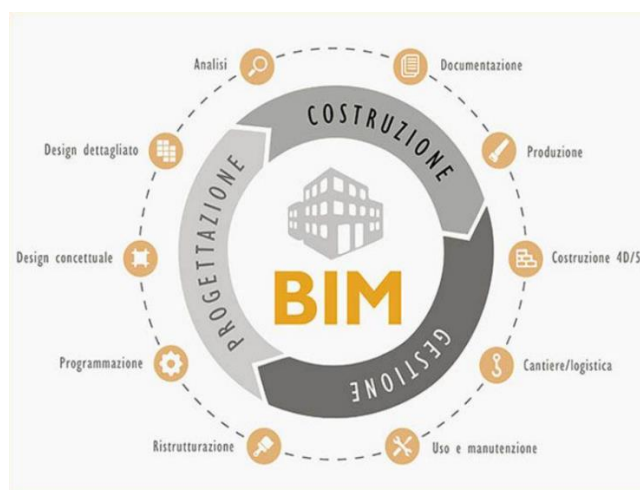 Analisi
Documentazione
COSTRUZIONE
Design dettagliato
Produzione
PROGETTAZIONE
Design concettuale
BIM
Costruzione 4D/5
GESTIONE
Programmazione
Cantiere/logistica
Ristrutturazione
Uso e manutenzione